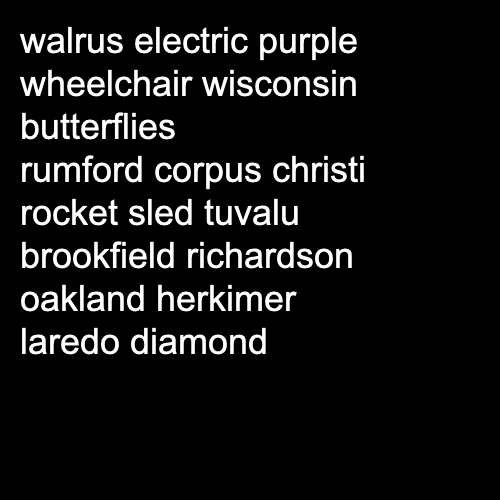 walrus electric purple
wheelchair wisconsin
butterflies
rumford corpus christi
rocket sled tuvalu
brookfield richardson
oakland herkimer
laredo diamond